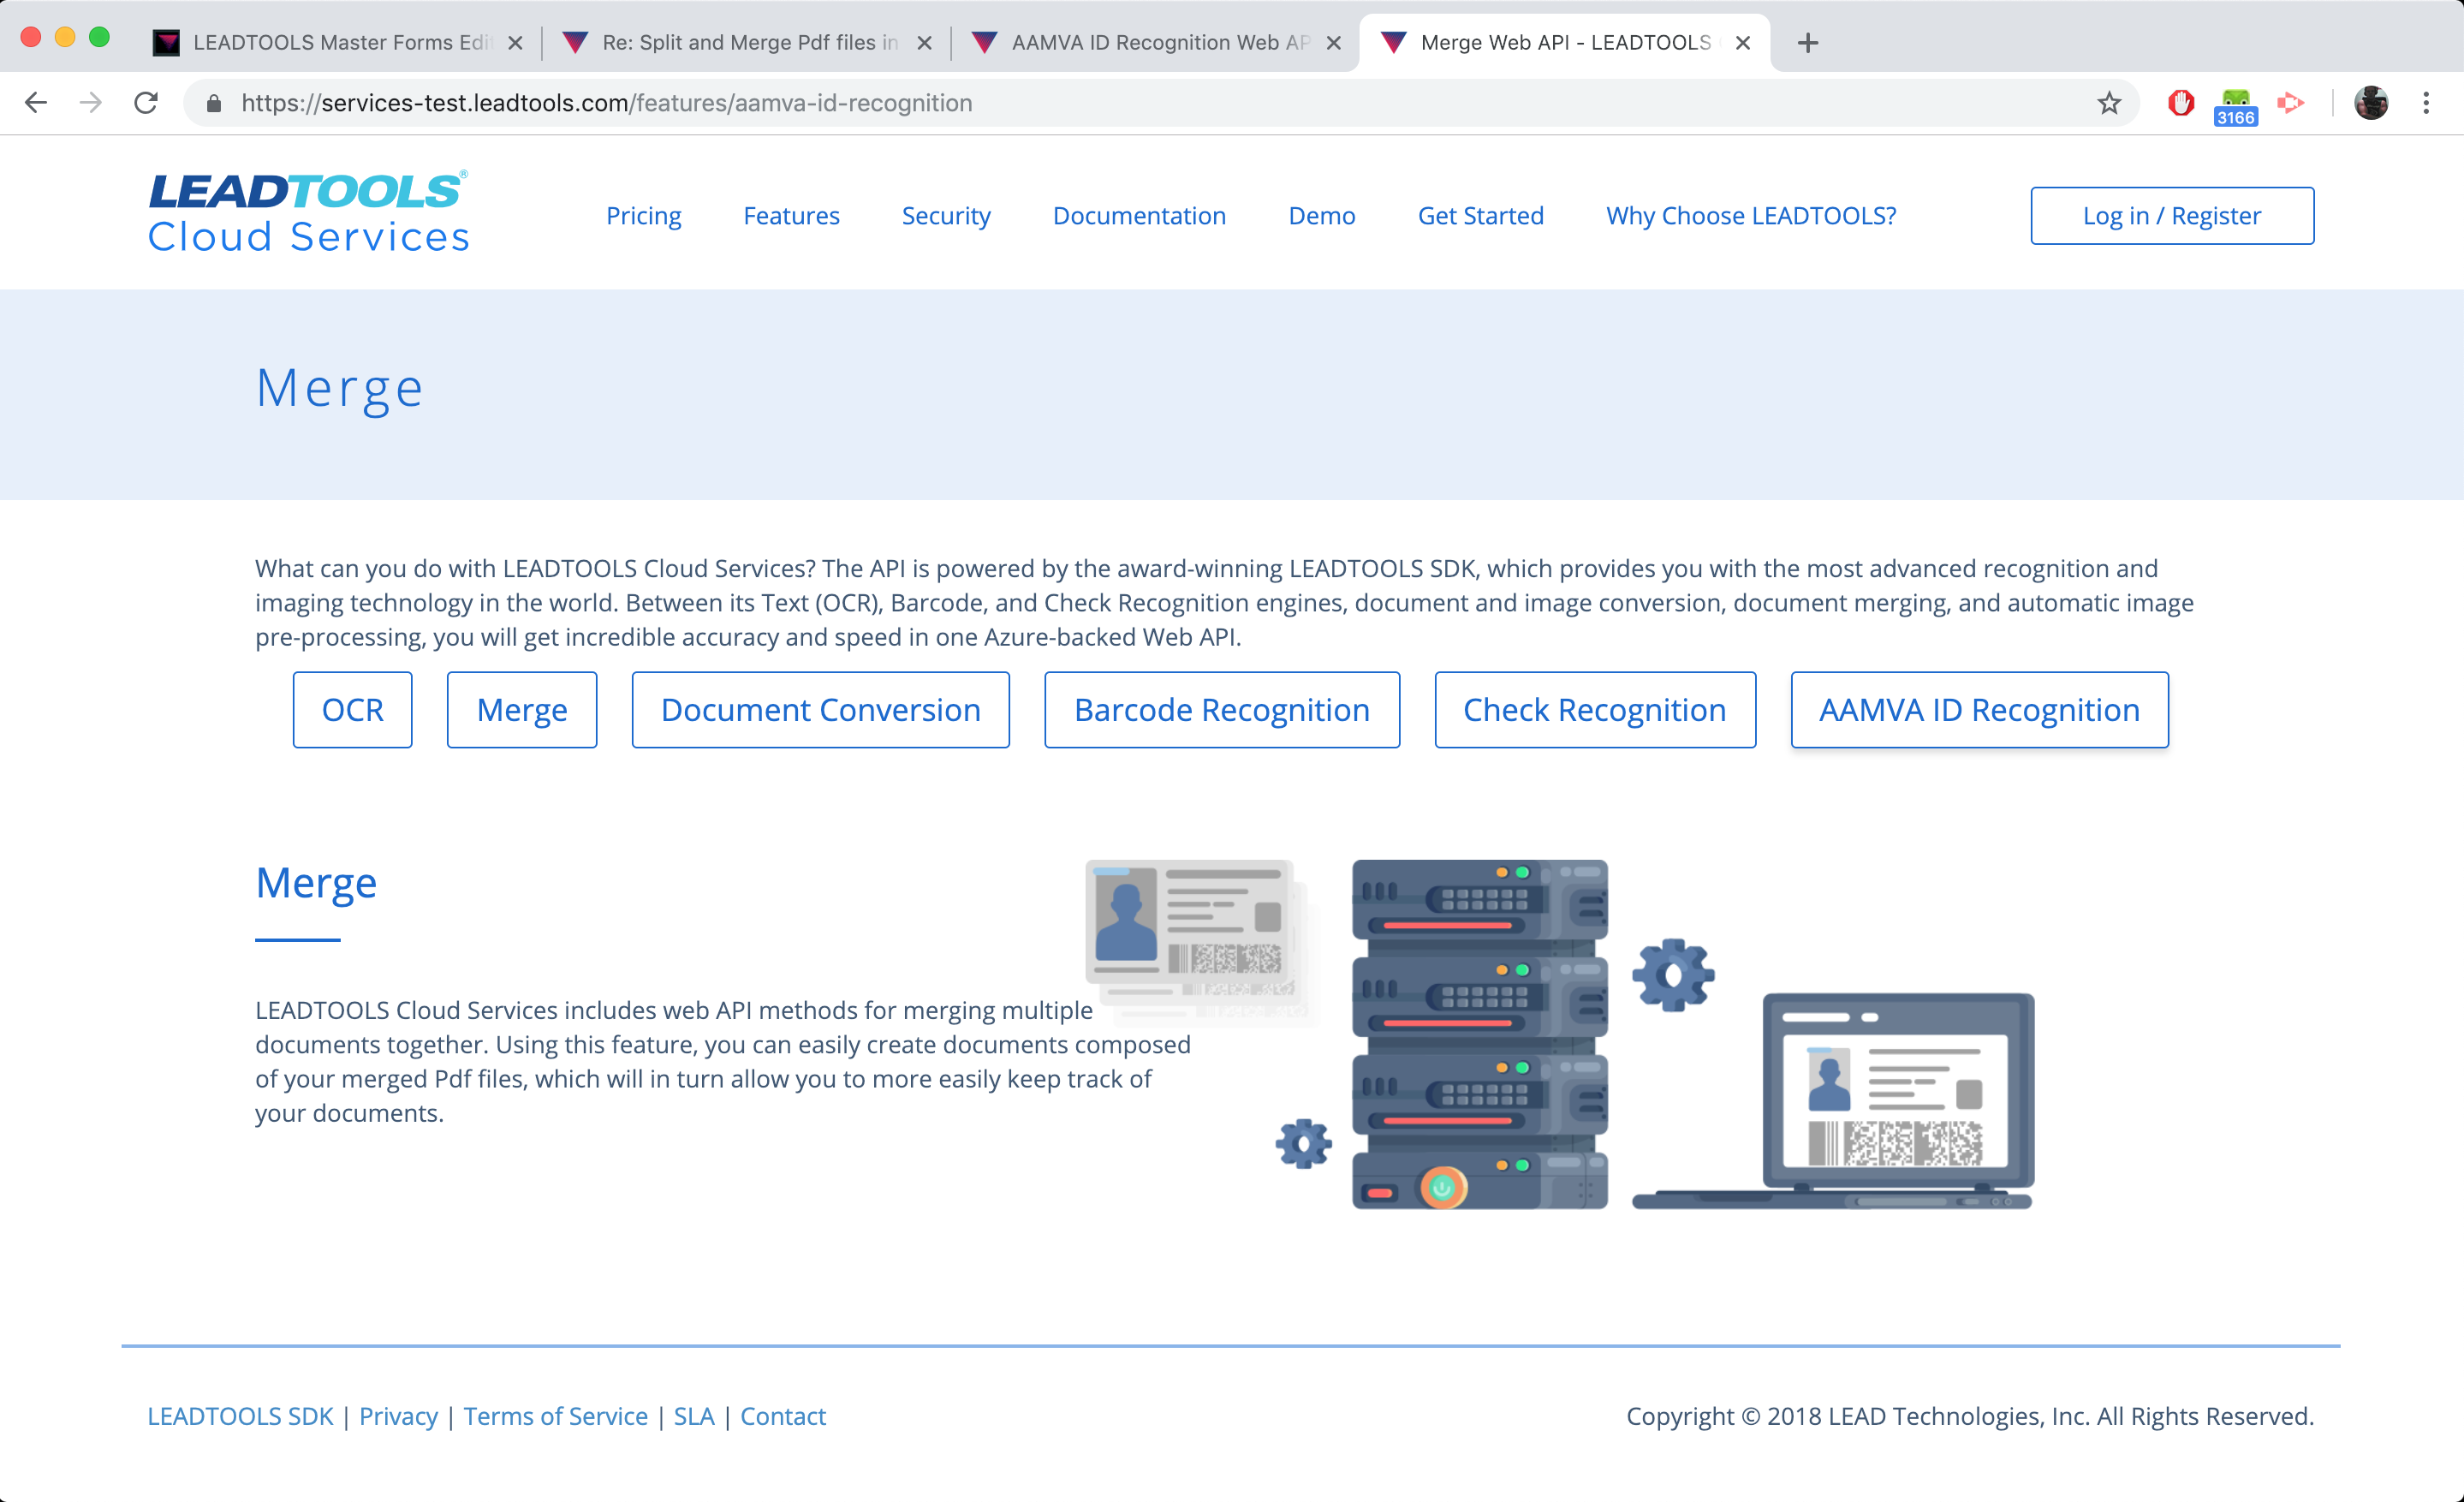 LEADTOOLS Master Forms Edi
Re: Split and Merge Pdf files in
AAMVA ID Recognition Web AP
Merge Web API - LEADTOOLS
https://services-test.leadtools.com/features/aamva-id-recognition
3166
LEADTOOLS®
Cloud Services
Pricing
Features
Security
Documentation
Demo
Get Started
Why Choose LEADTOOLS?
Log in / Register
Merge
What can you do with LEADTOOLS Cloud Services? The API is powered by the award-winning LEADTOOLS SDK, which provides you with the most advanced recognition and
imaging technology in the world. Between its Text (OCR), Barcode, and Check Recognition engines, document and image conversion, document merging, and automatic image
pre-processing, you will get incredible accuracy and speed in one Azure-backed Web API.
OCR
Merge
Document Conversion
Barcode Recognition
Check Recognition
AAMVA ID Recognition
Merge
LEADTOOLS Cloud Services includes web API methods for merging multiple
documents together. Using this feature, you can easily create documents composed
of your merged Pdf files, which will in turn allow you to more easily keep track of
your documents.
LEADTOOLS SDK | Privacy | Terms of Service | SLA | Contact
Copyright © 2018 LEAD Technologies, Inc. All Rights Reserved.